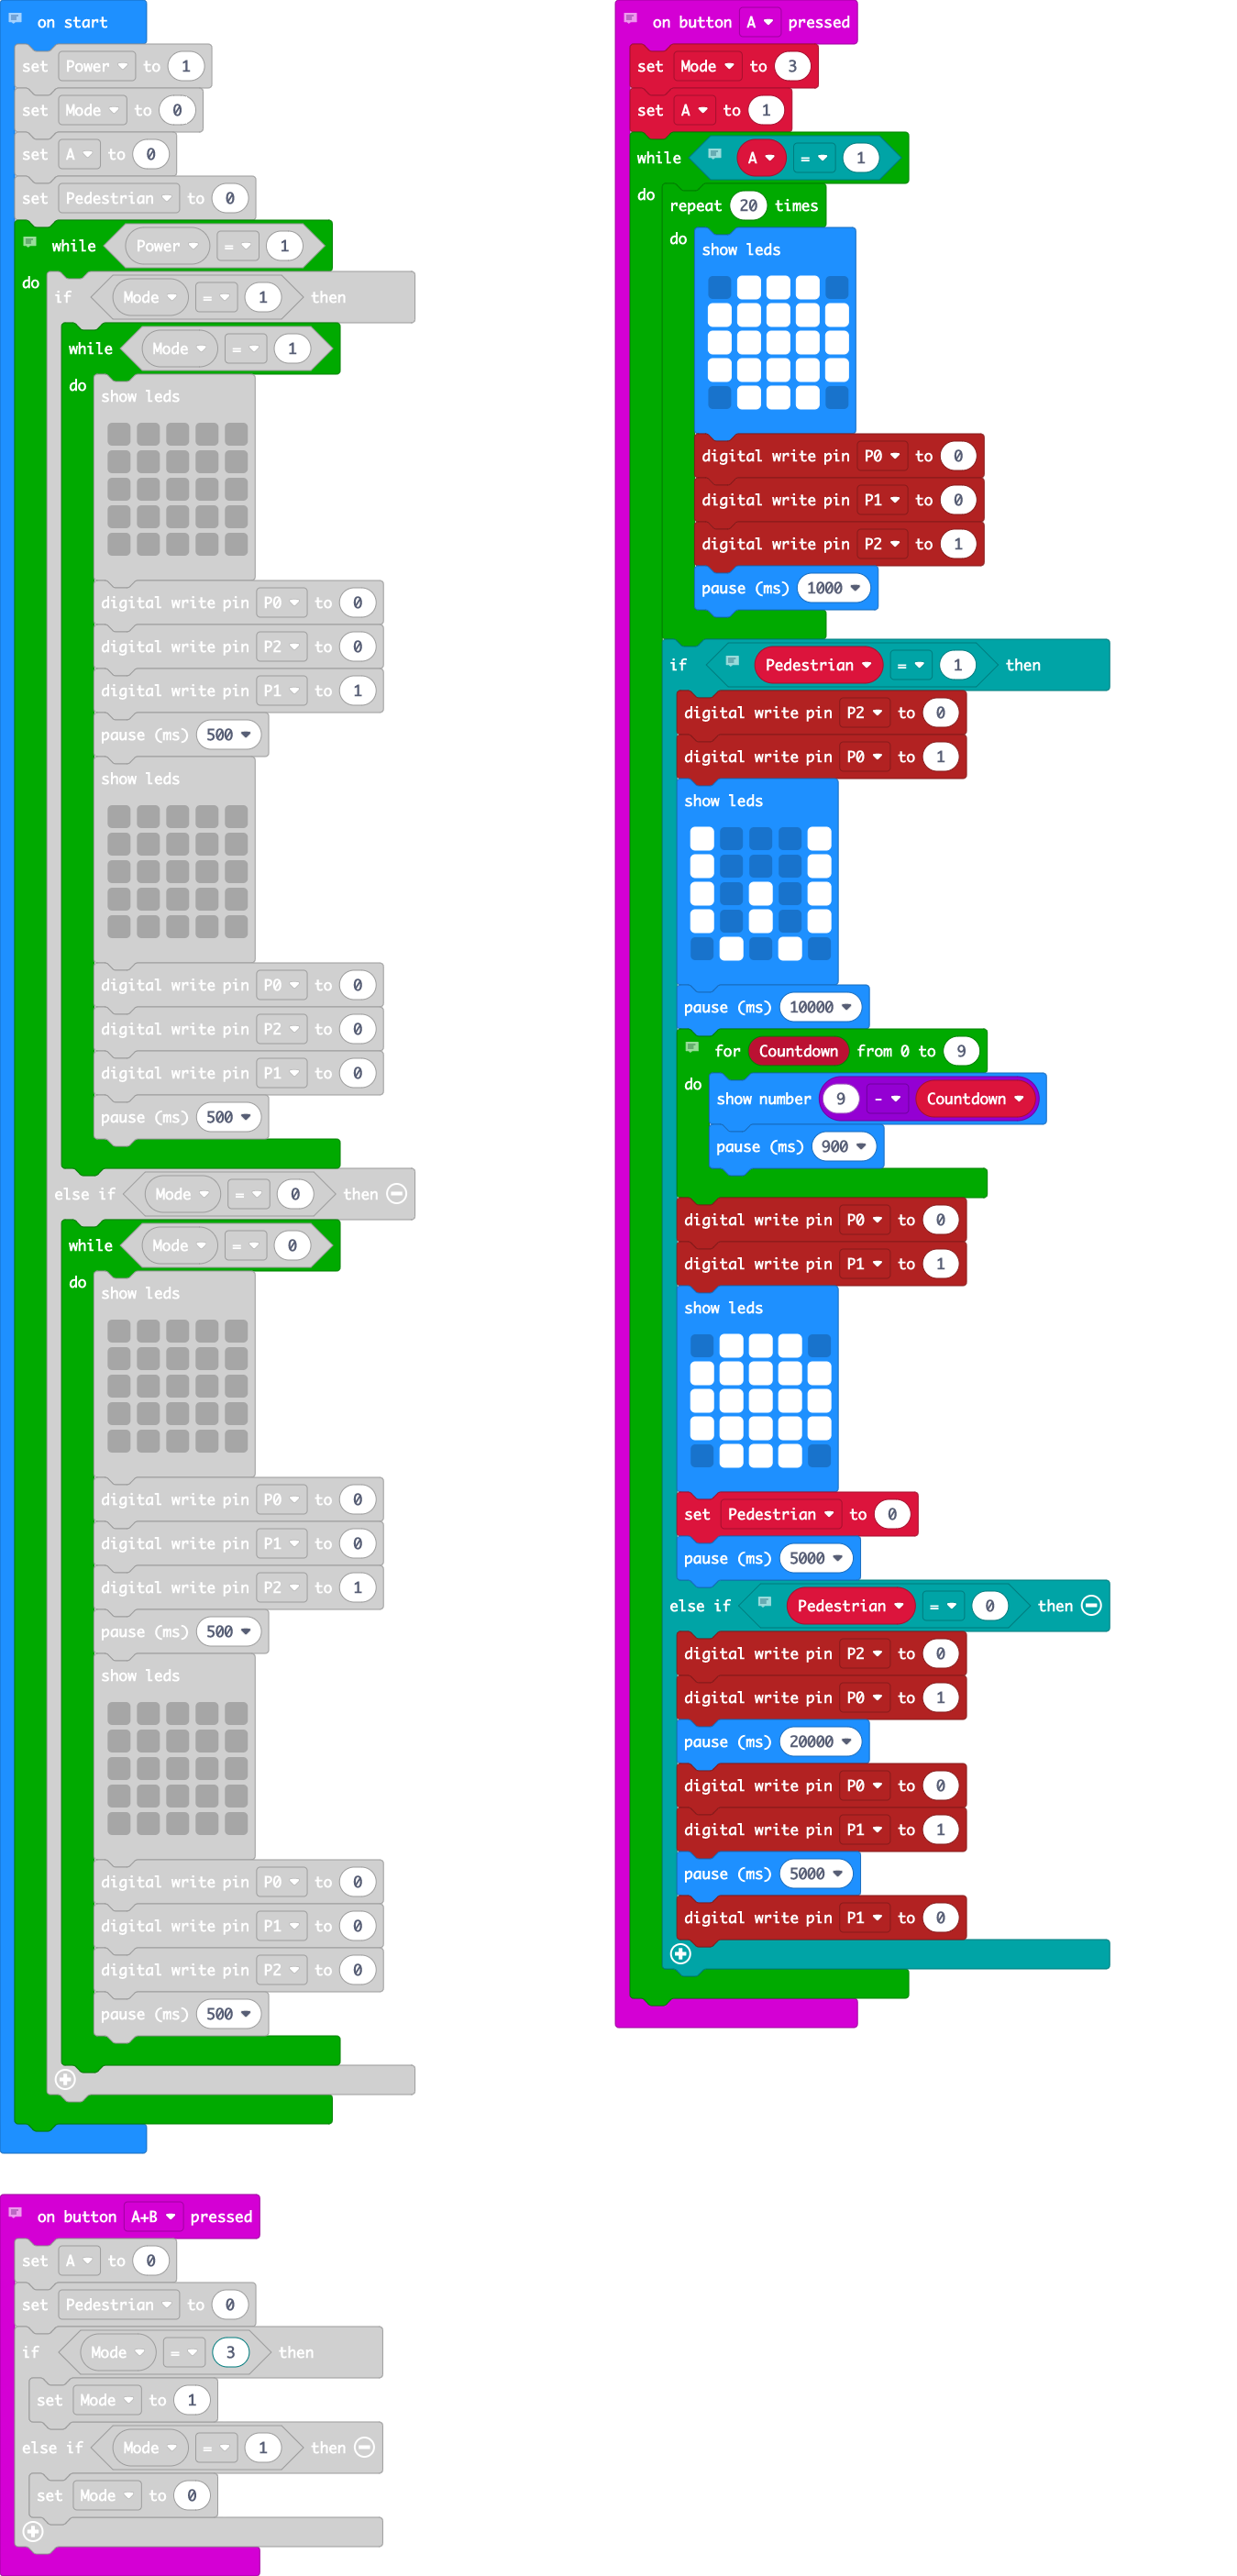 on start
set Power to 1
set Mode to 0
set A to 0
set Pedestrian to 0
while Power = 1
do
if Mode = 1 then
while Mode = 1
do
show leds
digital write pin P0 to 0
digital write pin P2 to 0
digital write pin P1 to 1
pause (ms) 500
show leds
digital write pin P0 to 0
digital write pin P2 to 0
digital write pin P1 to 0
pause (ms) 500
else if Mode = 0 then
while Mode = 0
do
show leds
digital write pin P0 to 0
digital write pin P1 to 0
digital write pin P2 to 1
pause (ms) 500
show leds
digital write pin P0 to 0
digital write pin P1 to 0
digital write pin P2 to 0
pause (ms) 500
on button A+B pressed
set A to 0
set Pedestrian to 0
if Mode = 3 then
set Mode to 1
else if Mode = 1 then
set Mode to 0
on button A pressed
set Mode to 3
set A to 1
while A = 1
do
repeat 20 times
do
show leds
digital write pin P0 to 0
digital write pin P1 to 0
digital write pin P2 to 1
pause (ms) 1000
if Pedestrian = 1 then
digital write pin P2 to 0
digital write pin P0 to 1
show leds
pause (ms) 10000
for Countdown from 0 to 9
do
show number 9 - Countdown
pause (ms) 900
digital write pin P0 to 0
digital write pin P1 to 1
show leds
set Pedestrian to 0
pause (ms) 5000
else if Pedestrian = 0 then
digital write pin P2 to 0
digital write pin P0 to 1
pause (ms) 20000
digital write pin P0 to 0
digital write pin P1 to 1
pause (ms) 5000
digital write pin P1 to 0